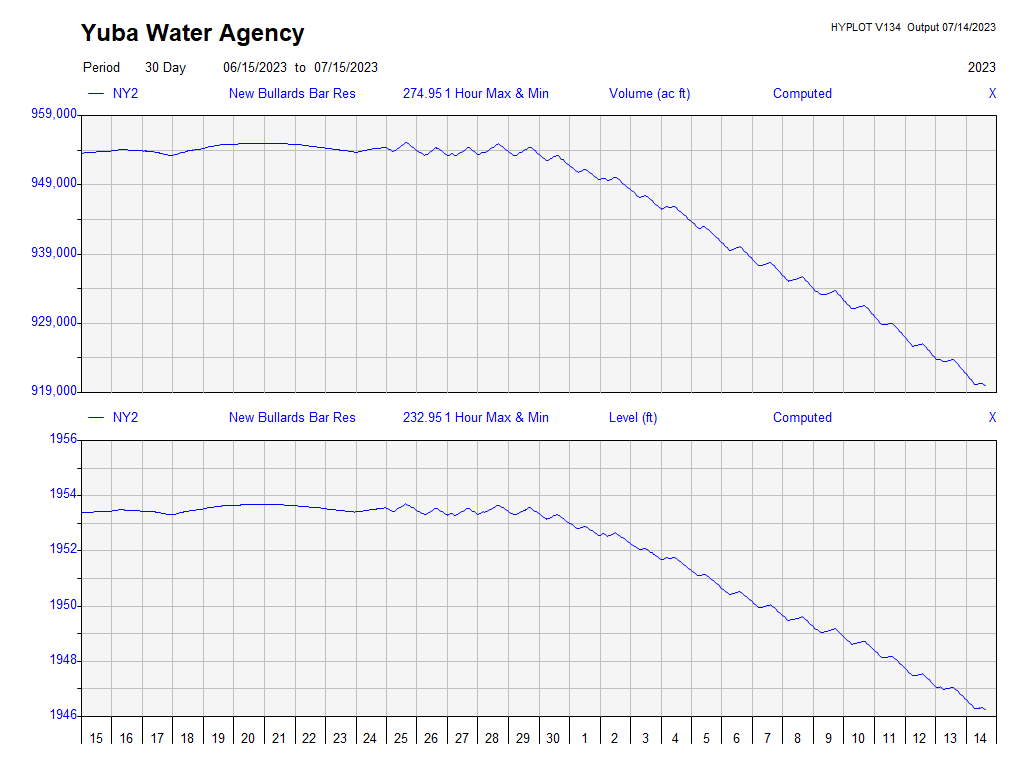 Yuba Water Agency
HYPLOT V134 Output 07/14/2023
Period 30 Day 06/15/2023 to 07/15/2023 2023
NY2 New Bullards Bar Res 274.95 1 Hour Max & Min Volume (ac ft) Computed X
959,000
949,000
939,000
929,000
919,000
NY2 New Bullards Bar Res 232.95 1 Hour Max & Min Level (ft) Computed X
1956
1954
1952
1950
1948
1946
15 16 17 18 19 20 21 22 23 24 25 26 27 28 29 30 1 2 3 4 5 6 7 8 9 10 11 12 13 14